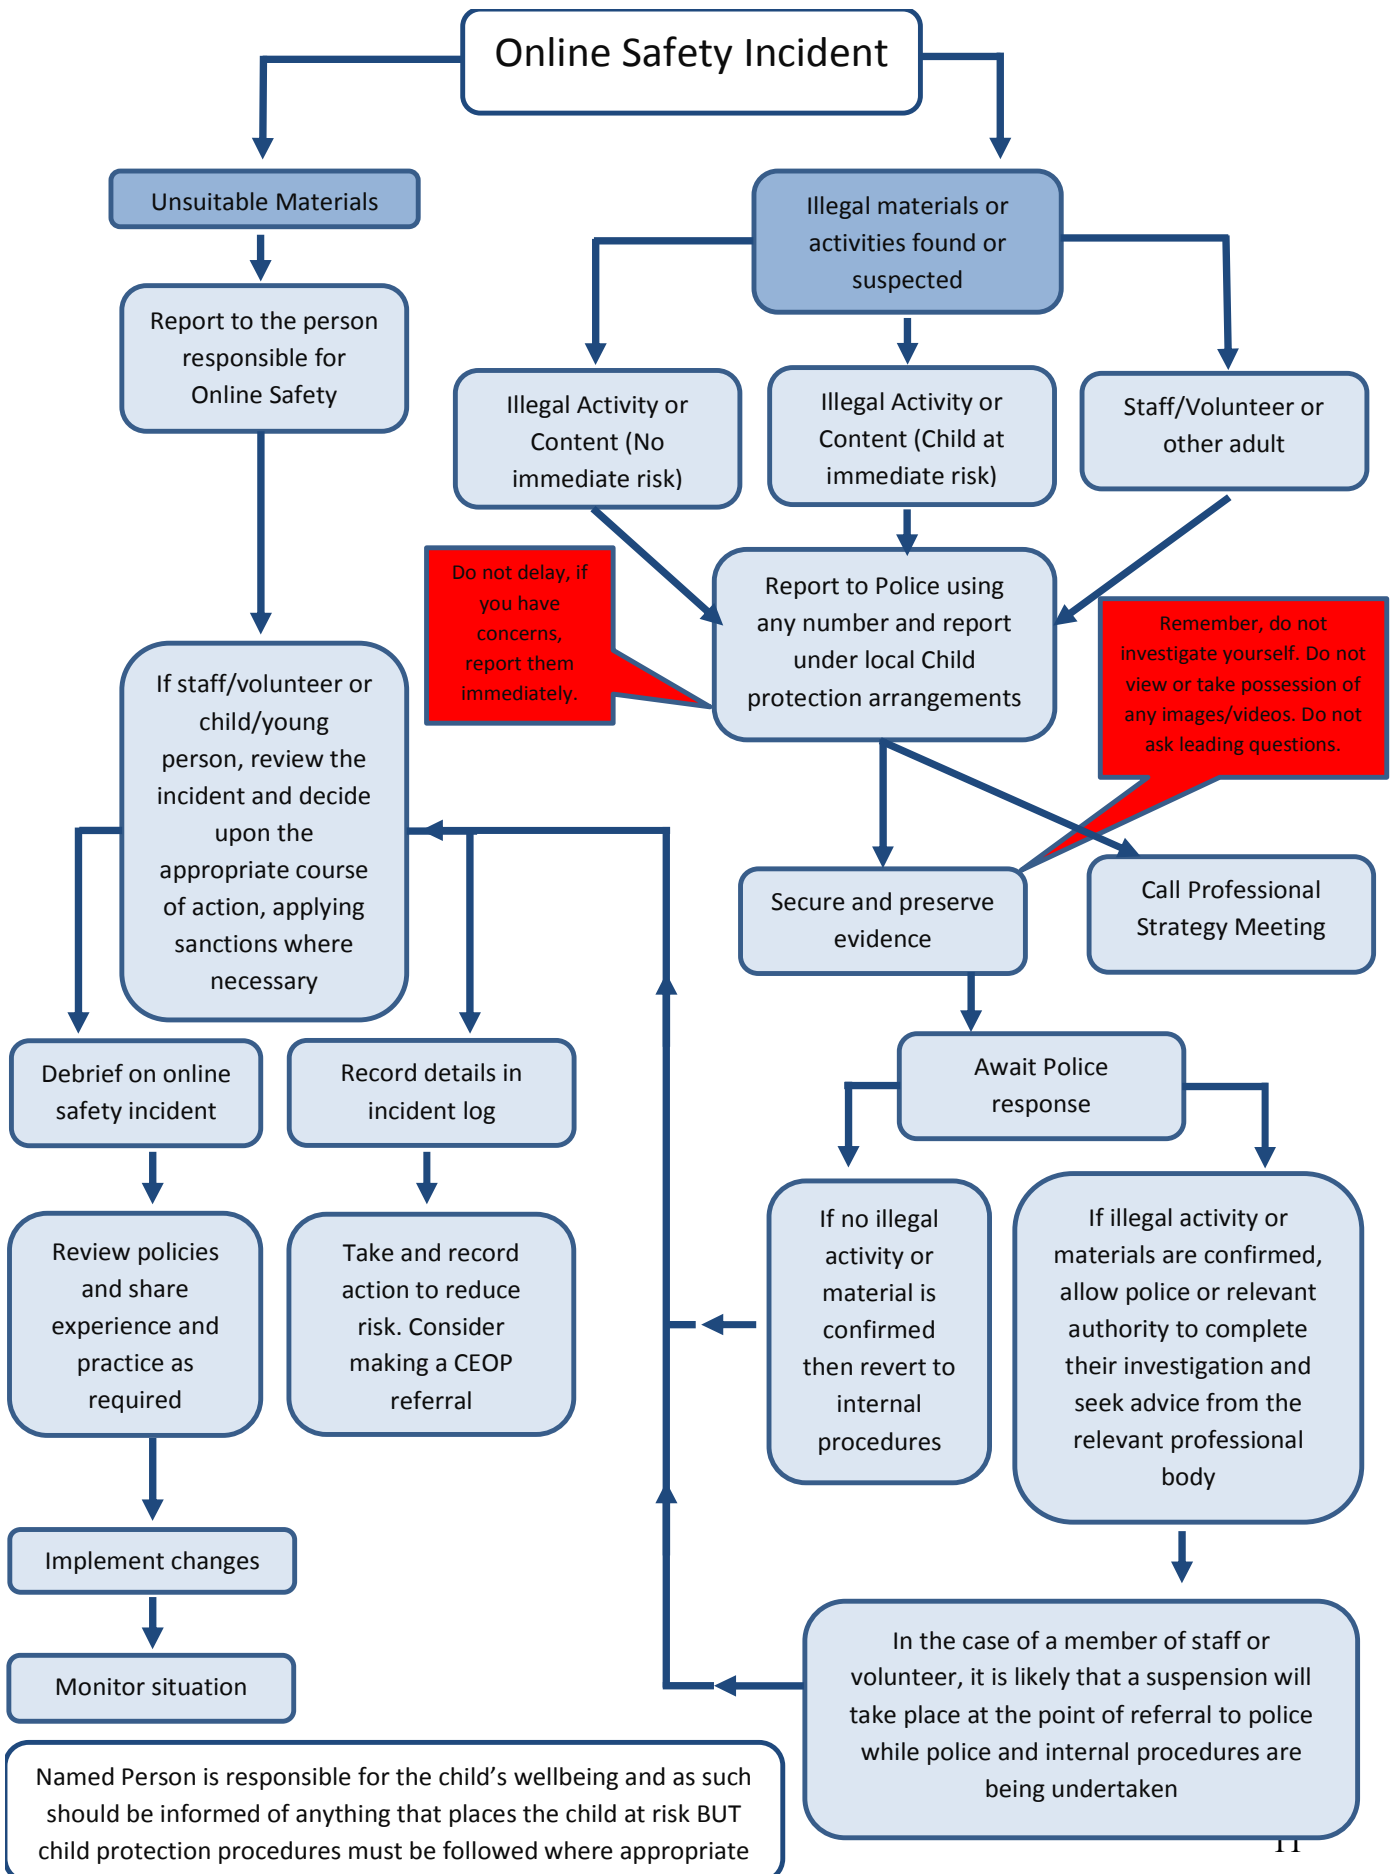 Online Safety Incident
Unsuitable Materials
Report to the person
responsible for
Online Safety
Illegal materials or
activities found or
suspected
Illegal Activity or
Content (No
immediate risk)
Illegal Activity or
Content (Child at
immediate risk)
Staff/Volunteer or
other adult
Do not delay, if
you have
concerns,
report them
immediately.
Report to Police using
any number and report
under local Child
protection arrangements
Remember, do not
investigate yourself. Do not
view or take possession of
any images/videos. Do not
ask leading questions.
If staff/volunteer or
child/young
person, review the
incident and decide
upon the
appropriate course
of action, applying
sanctions where
necessary
Secure and preserve
evidence
Call Professional
Strategy Meeting
Debrief on online
safety incident
Record details in
incident log
Await Police
response
Review policies
and share
experience and
practice as
required
Take and record
action to reduce
risk. Consider
making a CEOP
referral
If no illegal
activity or
material is
confirmed
then revert to
internal
procedures
If illegal activity or
materials are confirmed,
allow police or relevant
authority to complete
their investigation and
seek advice from the
relevant professional
body
Implement changes
Monitor situation
In the case of a member of staff or
volunteer, it is likely that a suspension will
take place at the point of referral to police
while police and internal procedures are
being undertaken
Named Person is responsible for the child’s wellbeing and as such
should be informed of anything that places the child at risk BUT
child protection procedures must be followed where appropriate
11